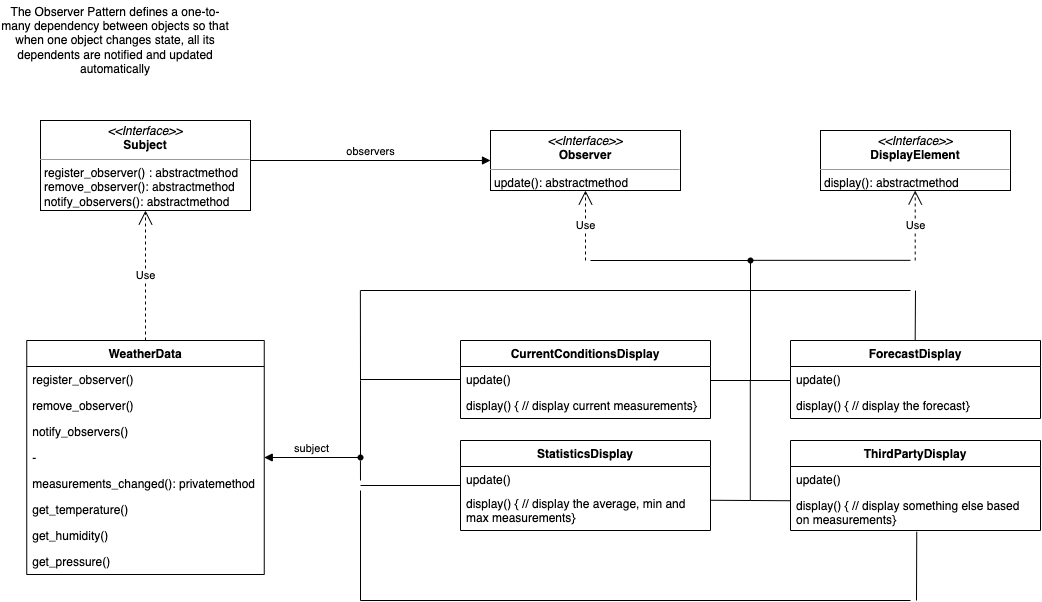 The Observer Pattern defines a one-to-
many dependency between objects so that
when one object changes state, all its
dependents are notified and updated
automatically
<<Interface>>
Subject
register_observer() : abstractmethod
remove_observer(): abstractmethod
notify_observers(): abstractmethod
observers
<<Interface>>
Observer
update(): abstractmethod
<<Interface>>
DisplayElement
display(): abstractmethod
Use
Use
Use
WeatherData
register_observer()
remove_observer()
notify_observers()
-
measurements_changed(): privatemethod
get_temperature()
get_humidity()
get_pressure()
subject
CurrentConditionsDisplay
update()
display() { // display current measurements}
ForecastDisplay
update()
display() { // display the forecast}
StatisticsDisplay
update()
display() { // display the average, min and
max measurements}
ThirdPartyDisplay
update()
display() { // display something else based
on measurements}